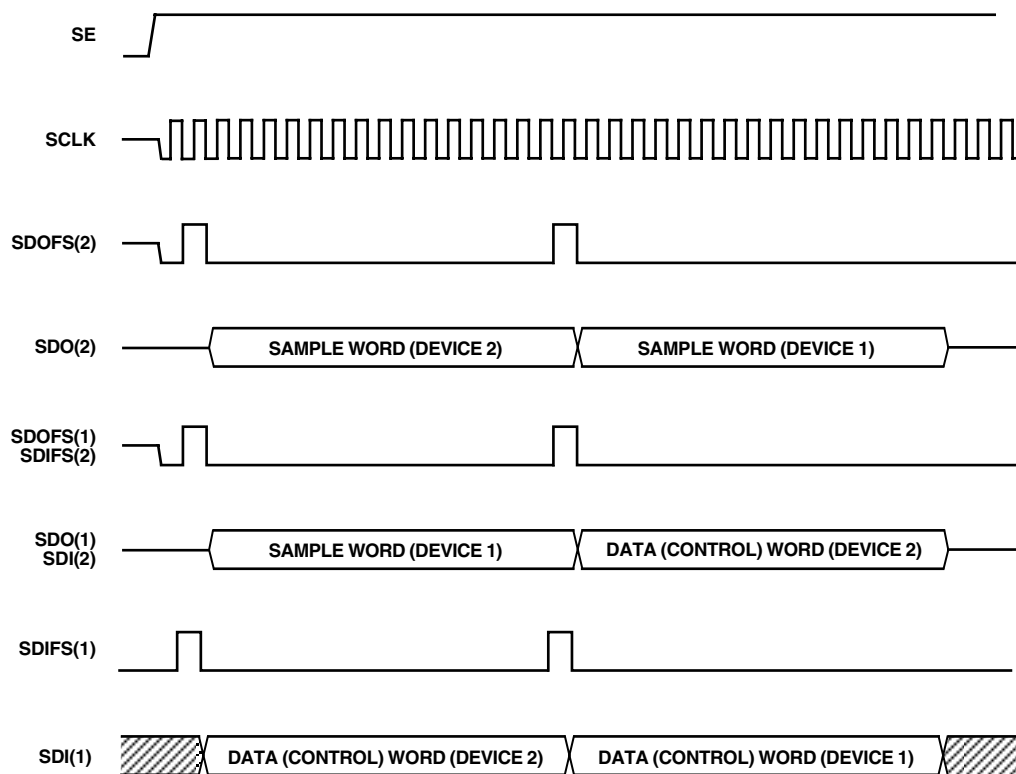 SE
SCLK
SDOFS(2)
SDO(2)
SAMPLE WORD (DEVICE 2)
SAMPLE WORD (DEVICE 1)
SDOFS(1)
SDIFS(2)
SDO(1)
SDI(2)
SAMPLE WORD (DEVICE 1)
DATA (CONTROL) WORD (DEVICE 2)
SDIFS(1)
SDI(1)
DATA (CONTROL) WORD (DEVICE 2)
DATA (CONTROL) WORD (DEVICE 1)